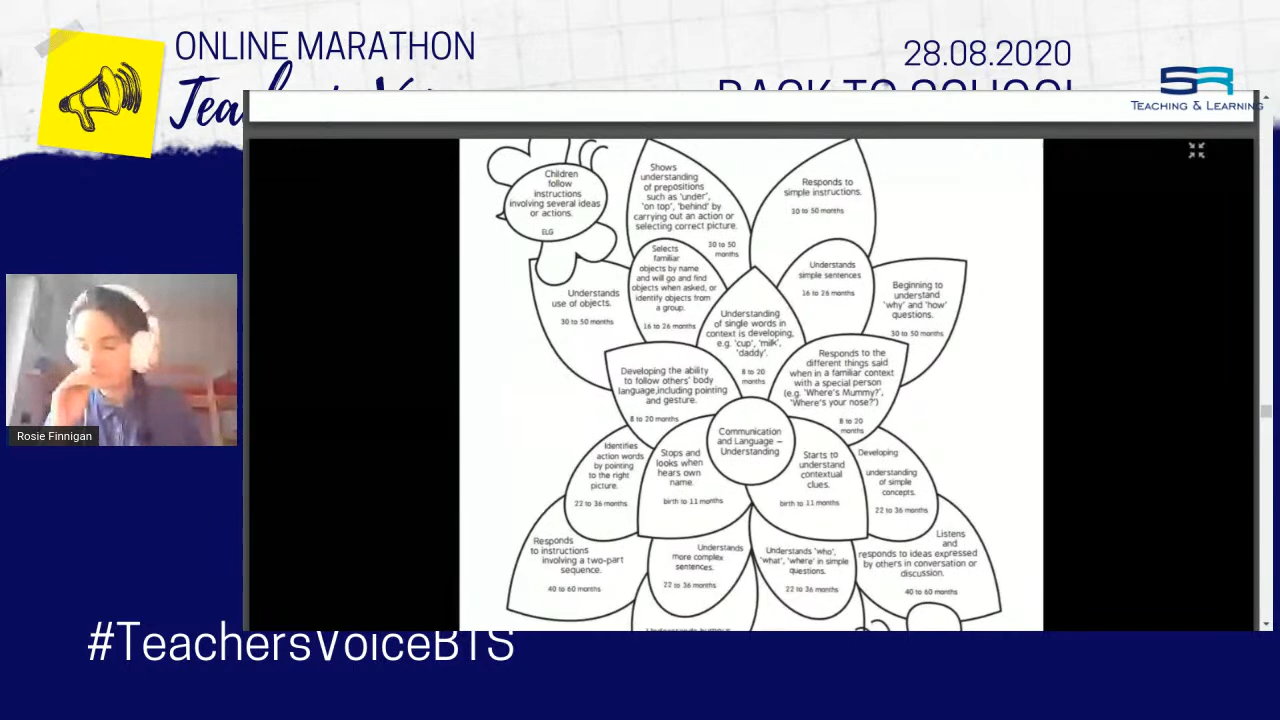 ONLINE MARATHON
28.08.2020
BACK TO SCHOOL
SR
TEACHING & LEARNING
Children
follow
instructions
involving several ideas
or actions.
ELG
Shows
understanding
of prepositions
such as 'under',
'on top', 'behind' by
carrying out an action or
selecting correct picture.
30 to 50
months
Responds to
simple instructions.
30 to 50 months
Understands
use of objects.
30 to 50 months
Selects
familiar
objects by name
and will go and find
objects when asked, or
identify objects from
a group.
16 to 26 months
Understands
simple sentences
16 to 26 months
Beginning to
understand
'why' and 'how'
questions.
30 to 50 months
Understanding
of single words in
context is developing,
e.g. 'cup', 'milk',
'daddy'.
8 to 20
months
Developing the ability
to follow others' body
language,including pointing
and gesture.
8 to 20 months
Responds to the
different things said
when in a familiar context
with a special person
(e.g. 'Where's Mummy?',
'Where's your nose?')
8 to 20
months
Communication
and Language –
Understanding
Identifies
action words
by pointing
to the right
picture.
22 to 36 months
Stops and
looks when
hears own
name.
birth to 11 months
Starts to
understand
contextual
clues.
birth to 11 months
Developing
understanding
of simple
concepts.
22 to 36 months
Responds
to instructions
involving a two-part
sequence.
40 to 60 months
Understands
more complex
sentences.
22 to 36 months
Understands 'who',
'what', 'where' in simple
questions.
22 to 36 months
Listens
and
responds to ideas expressed
by others in conversation or
discussion.
40 to 60 months
Rosie Finnigan
#TeachersVoiceBTS